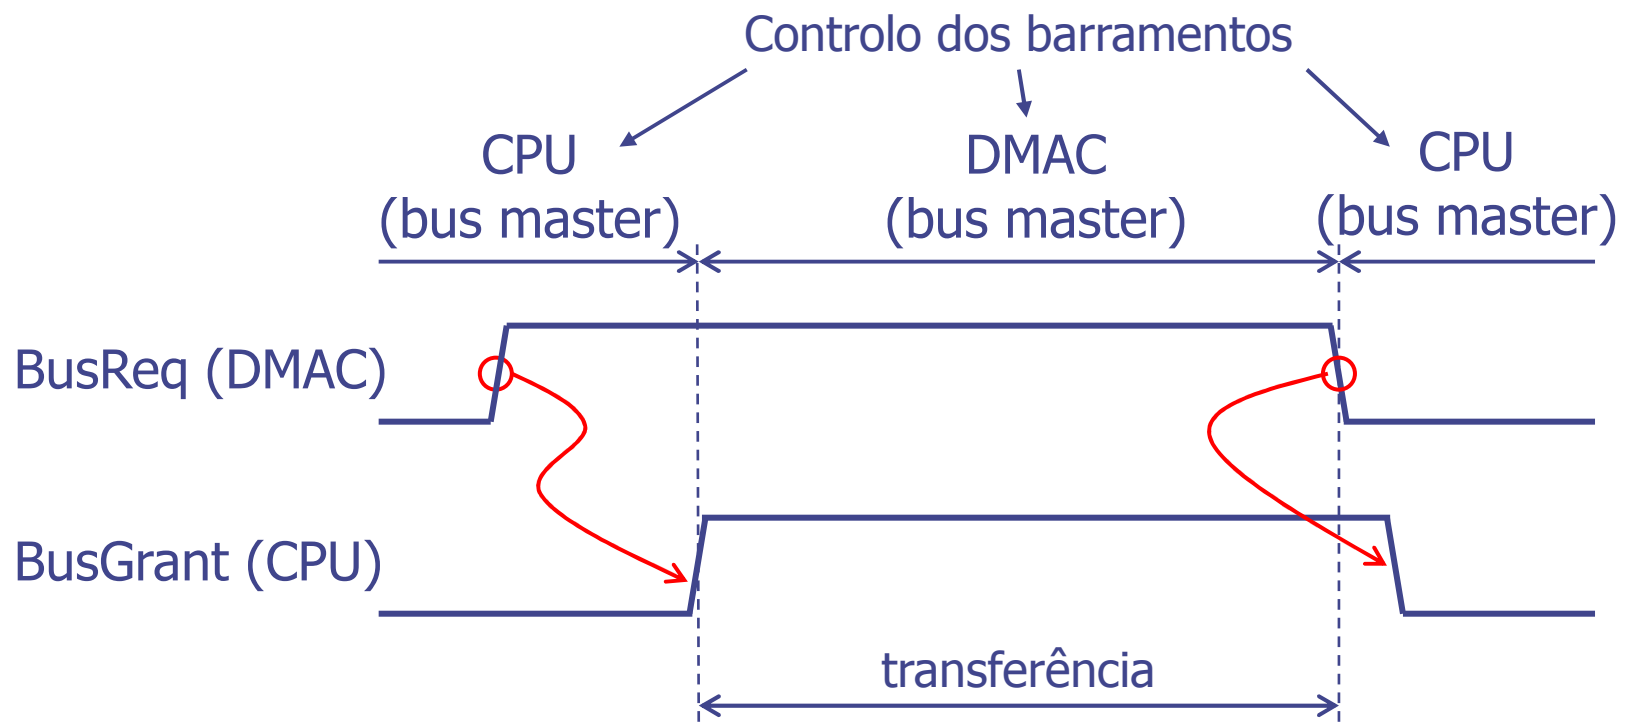 Controlo dos barramentos
CPU
(bus master)
DMAC
(bus master)
CPU
(bus master)
BusReq (DMAC)
BusGrant (CPU)
transferência